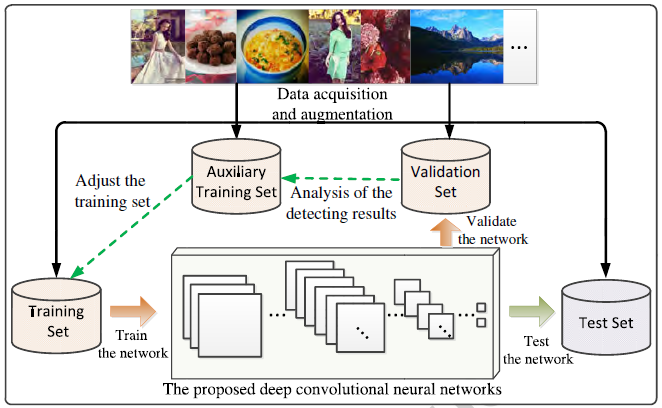 ...
Data acquisition
and augmentation
Auxiliary
Training Set
Validation
Set
Adjust the
training set
Analysis of the
detecting results
Validate
the network
Training
Set
Train
the network
Test
the network
Test Set
The proposed deep convolutional neural networks